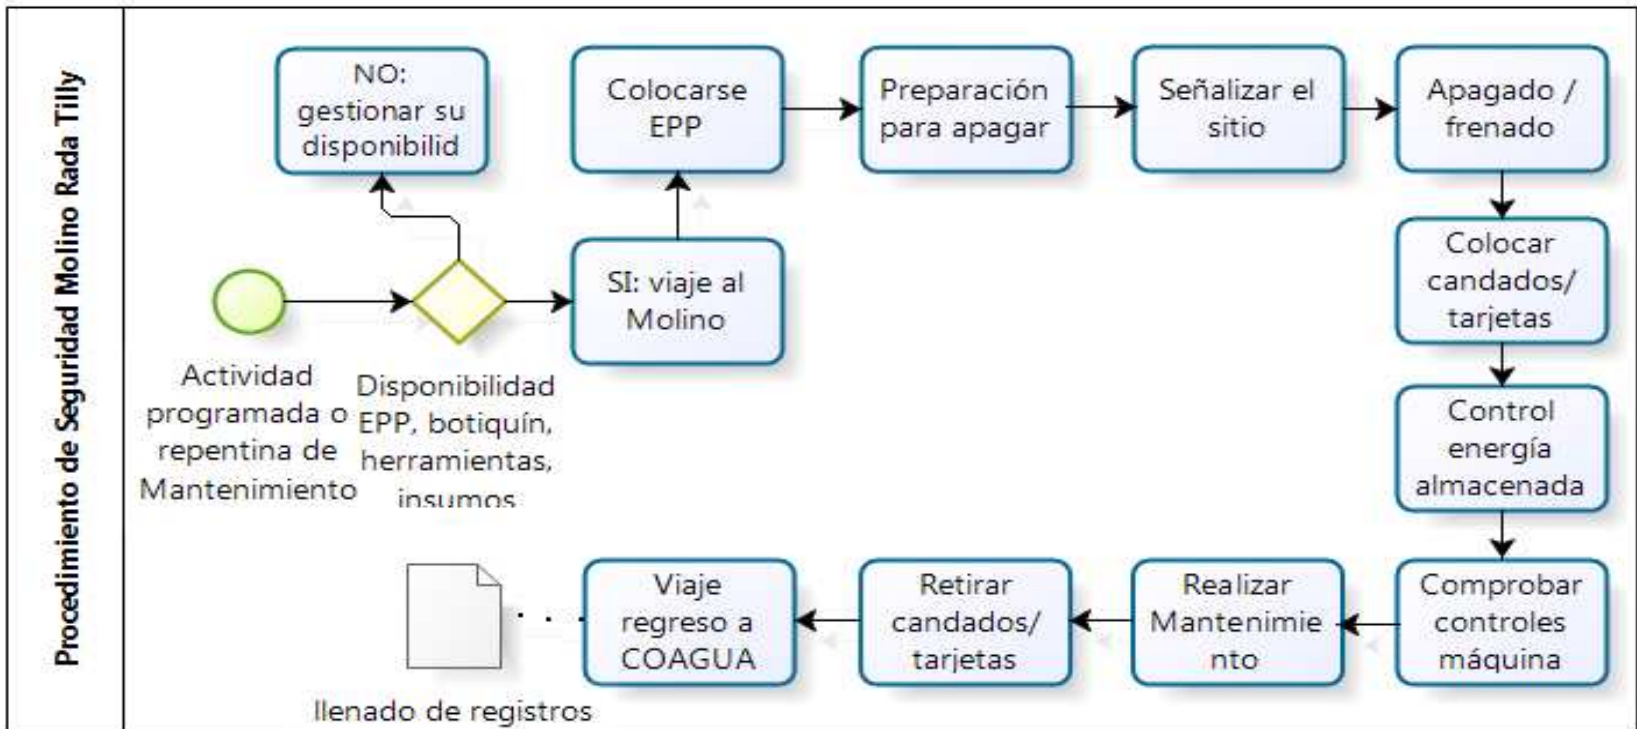 Procedimiento de Seguridad Molino Rada Tilly
Actividad
programada o
repentina de
Mantenimiento
Disponibilidad
EPP, botiquín,
herramientas,
insumos
NO:
gestionar su
disponibilid
SI: viaje al
Molino
Colocarse
EPP
Preparación
para apagar
Señalizar el
sitio
Apagado /
frenado
Colocar
candados/
tarjetas
Control
energía
almacenada
Comprobar
controles
máquina
Realizar
Mantenimie
nto
Retirar
candados/
tarjetas
Viaje
regreso a
COAGUA
llenado de registros